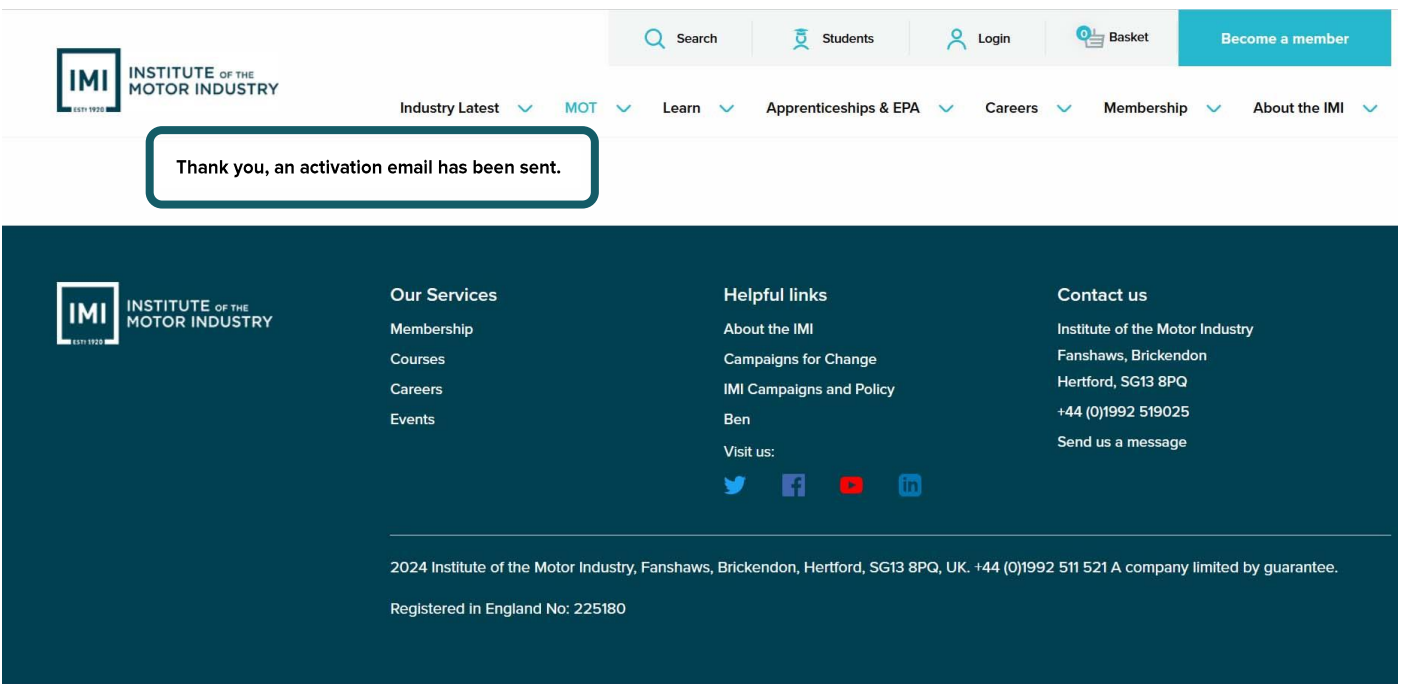 Search
Students
Login
0
Basket
Become a member
IMI
ESTᴰ 1920
INSTITUTE OF THE
MOTOR INDUSTRY
Industry Latest
MOT
Learn
Apprenticeships & EPA
Careers
Membership
About the IMI
Thank you, an activation email has been sent.
IMI
ESTᴰ 1920
INSTITUTE OF THE
MOTOR INDUSTRY
Our Services
Membership
Courses
Careers
Events
Helpful links
About the IMI
Campaigns for Change
IMI Campaigns and Policy
Ben
Visit us:
in
Contact us
Institute of the Motor Industry
Fanshaws, Brickendon
Hertford, SG13 8PQ
+44 (0)1992 519025
Send us a message
2024 Institute of the Motor Industry, Fanshaws, Brickendon, Hertford, SG13 8PQ, UK. +44 (0)1992 511 521 A company limited by guarantee.
Registered in England No: 225180